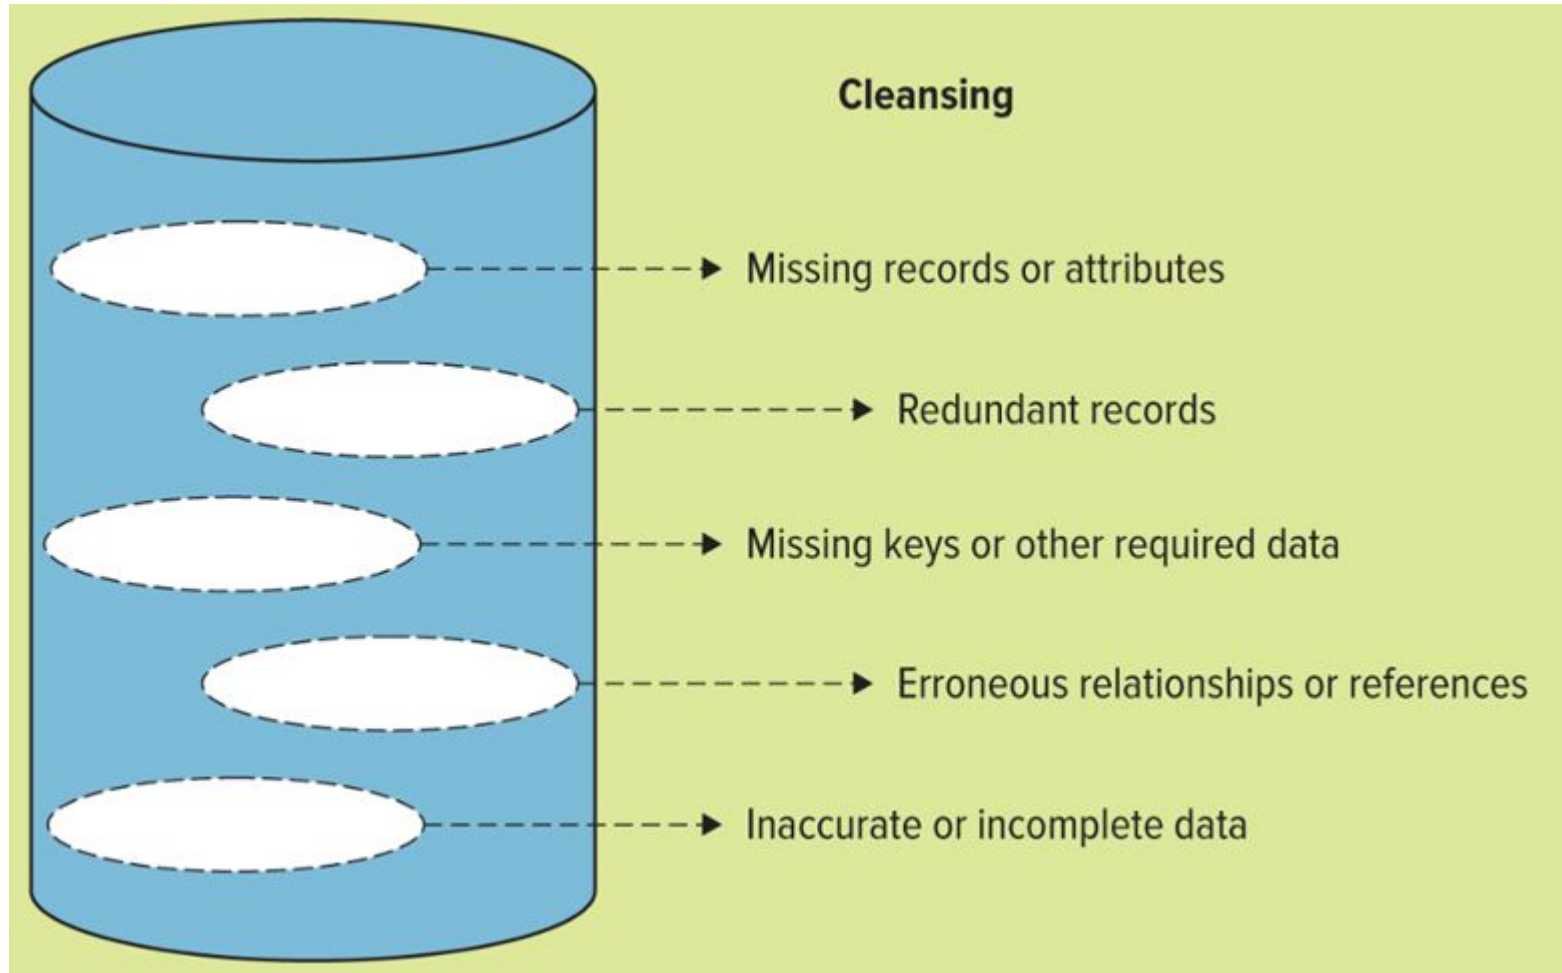 Cleansing
Missing records or attributes
Redundant records
Missing keys or other required data
Erroneous relationships or references
Inaccurate or incomplete data